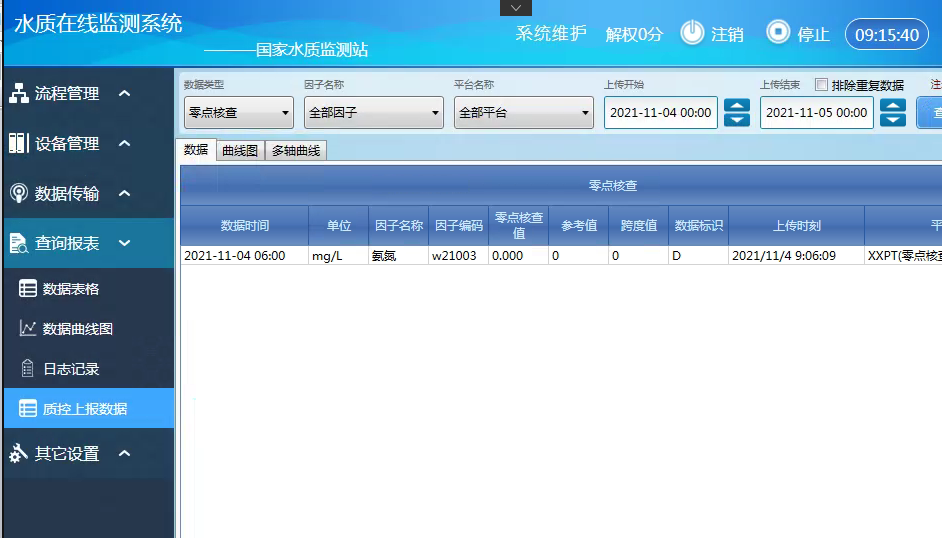 水质在线监测系统
———国家水质监测站
系统维护 解权0分 注销 停止 09:15:40
流程管理
设备管理
数据传输
查询报表
数据表格
数据曲线图
日志记录
质控上报数据
其它设置
数据类型 因子名称 平台名称 上传开始 上传结束 排除重复数据 注
零点核查 全部因子 全部平台 2021-11-04 00:00 2021-11-05 00:00 查
数据 曲线图 多轴曲线
零点核查
数据时间 单位 因子名称 因子编码 零点核查值 参考值 跨度值 数据标识 上传时刻 平
2021-11-04 06:00 mg/L 氨氮 w21003 0.000 0 0 D 2021/11/4 9:06:09 XXPT(零点核查